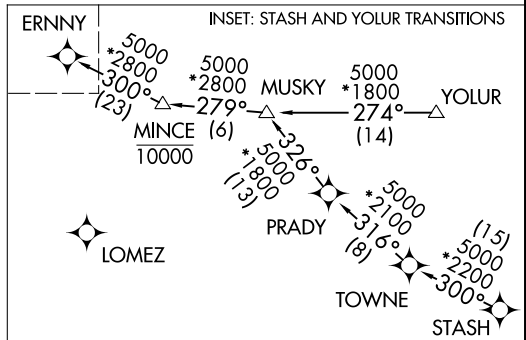 INSET: STASH AND YOLUR TRANSITIONS
ERNNY
5000
*2800
300°
(23)
MINCE
10000
5000
*2800
279°
(6)
MUSKY
5000
*1800
274°
(14)
YOLUR
326°
5000
*1800
(13)
PRADY
5000
*2100
316°
(8)
TOWNE
(15)
5000
*2200
300°
STASH
LOMEZ